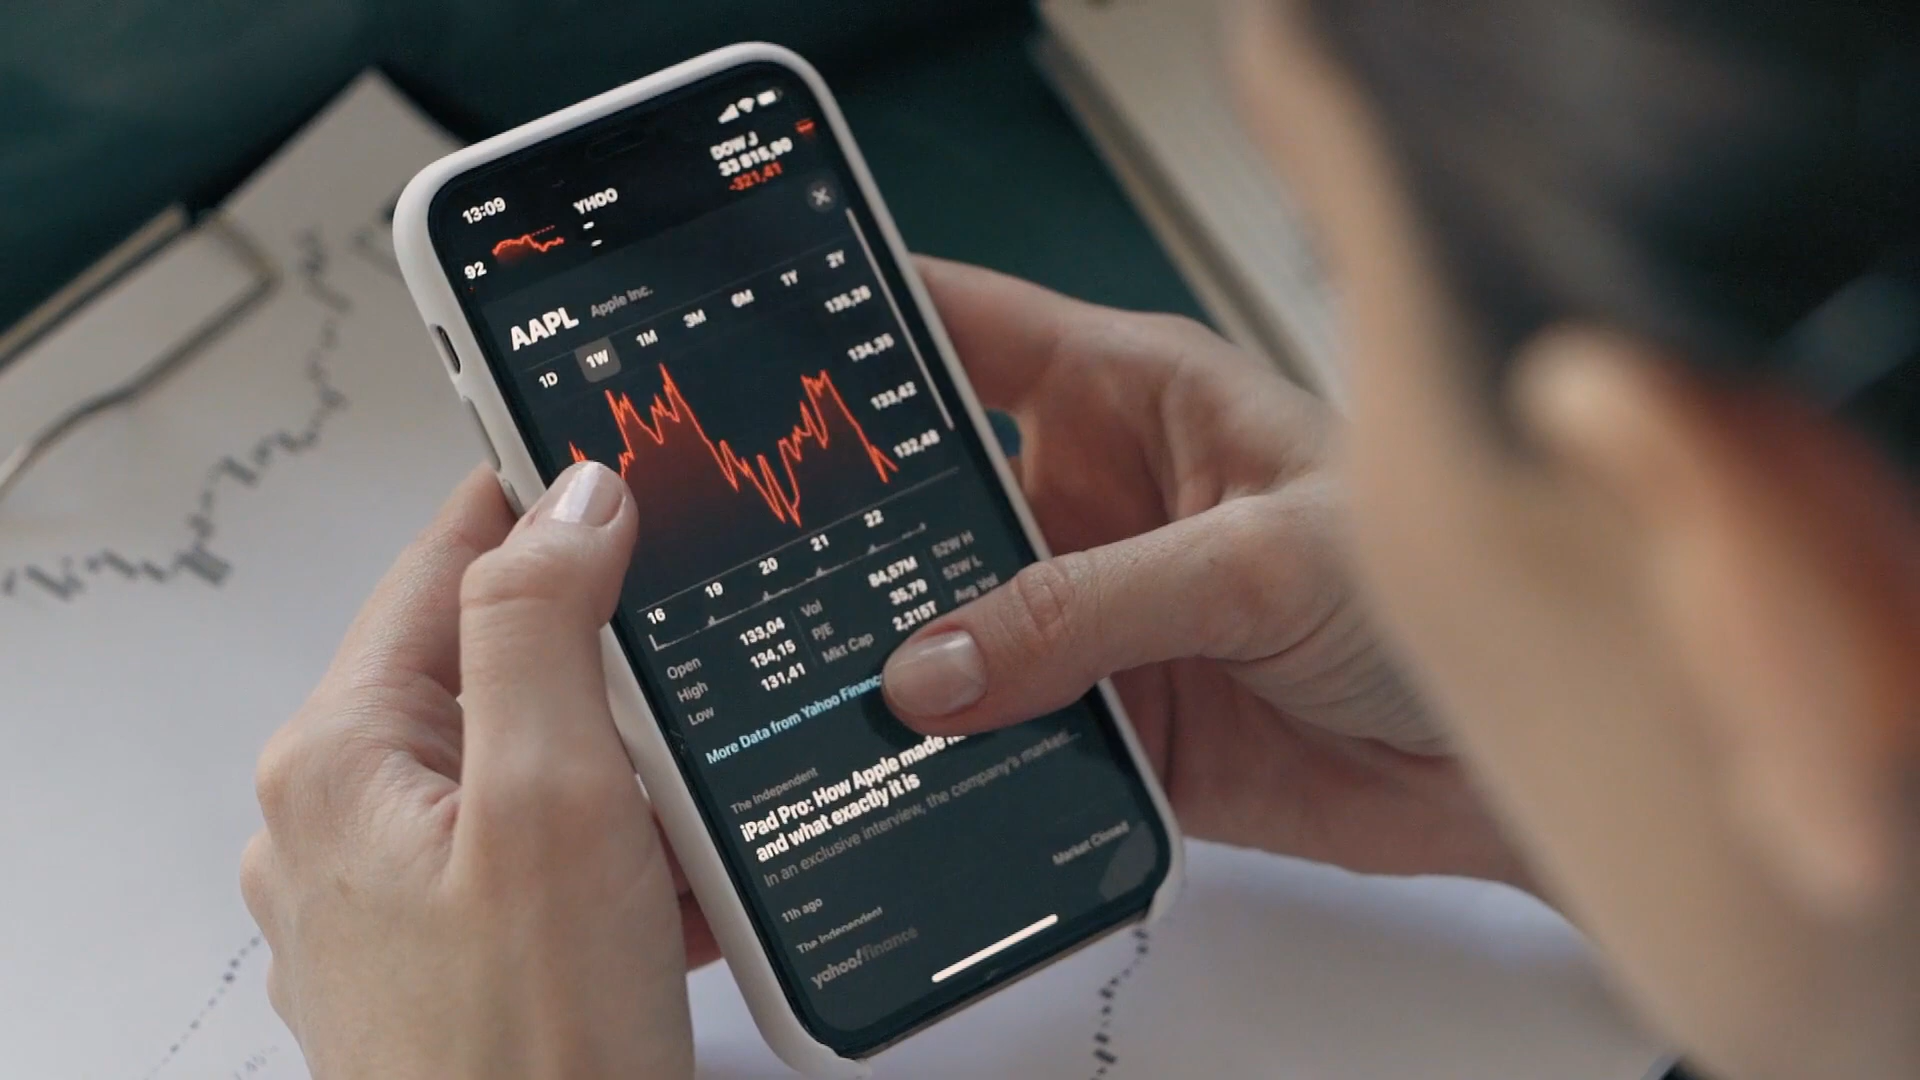 13:09
YHOO
-
-
DOW J
33 815,90
-321,41
92
AAPL Apple Inc.
1D 1W 1M 3M 6M 1Y 2Y
135,28
134,35
133,42
132,48
16 19 20 21 22
Open 133,04
High 134,15
Low 131,41
Vol 84,57M
P/E 35,79
Mkt Cap 2,215T
52W H
52W L
Avg Vol
More Data from Yahoo Financ
The Independent
iPad Pro: How Apple made
and what exactly it is
In an exclusive interview, the company's marketi...
11h ago
Market Closed
The Independent
yahoo!finance